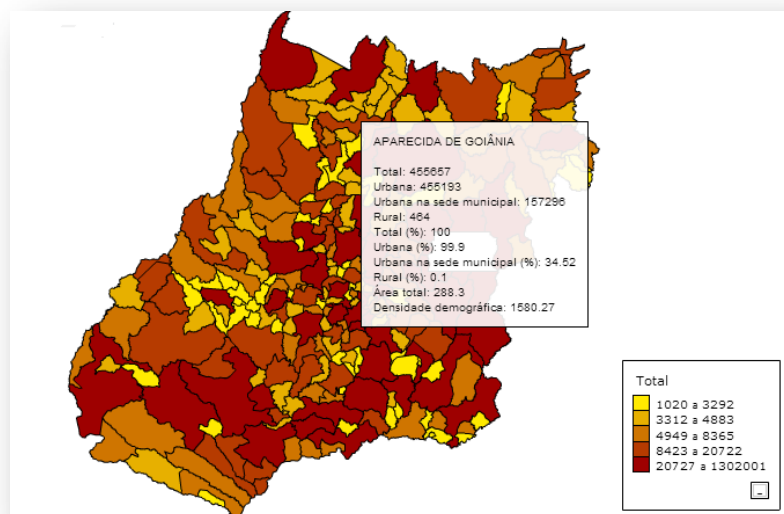 APARECIDA DE GOIÂNIA
Total: 455657
Urbana: 455193
Urbana na sede municipal: 157296
Rural: 464
Total (%): 100
Urbana (%): 99.9
Urbana na sede municipal (%): 34.52
Rural (%): 0.1
Área total: 288.3
Densidade demográfica: 1580.27
Total
1020 a 3292
3312 a 4883
4949 a 8365
8423 a 20722
20727 a 1302001